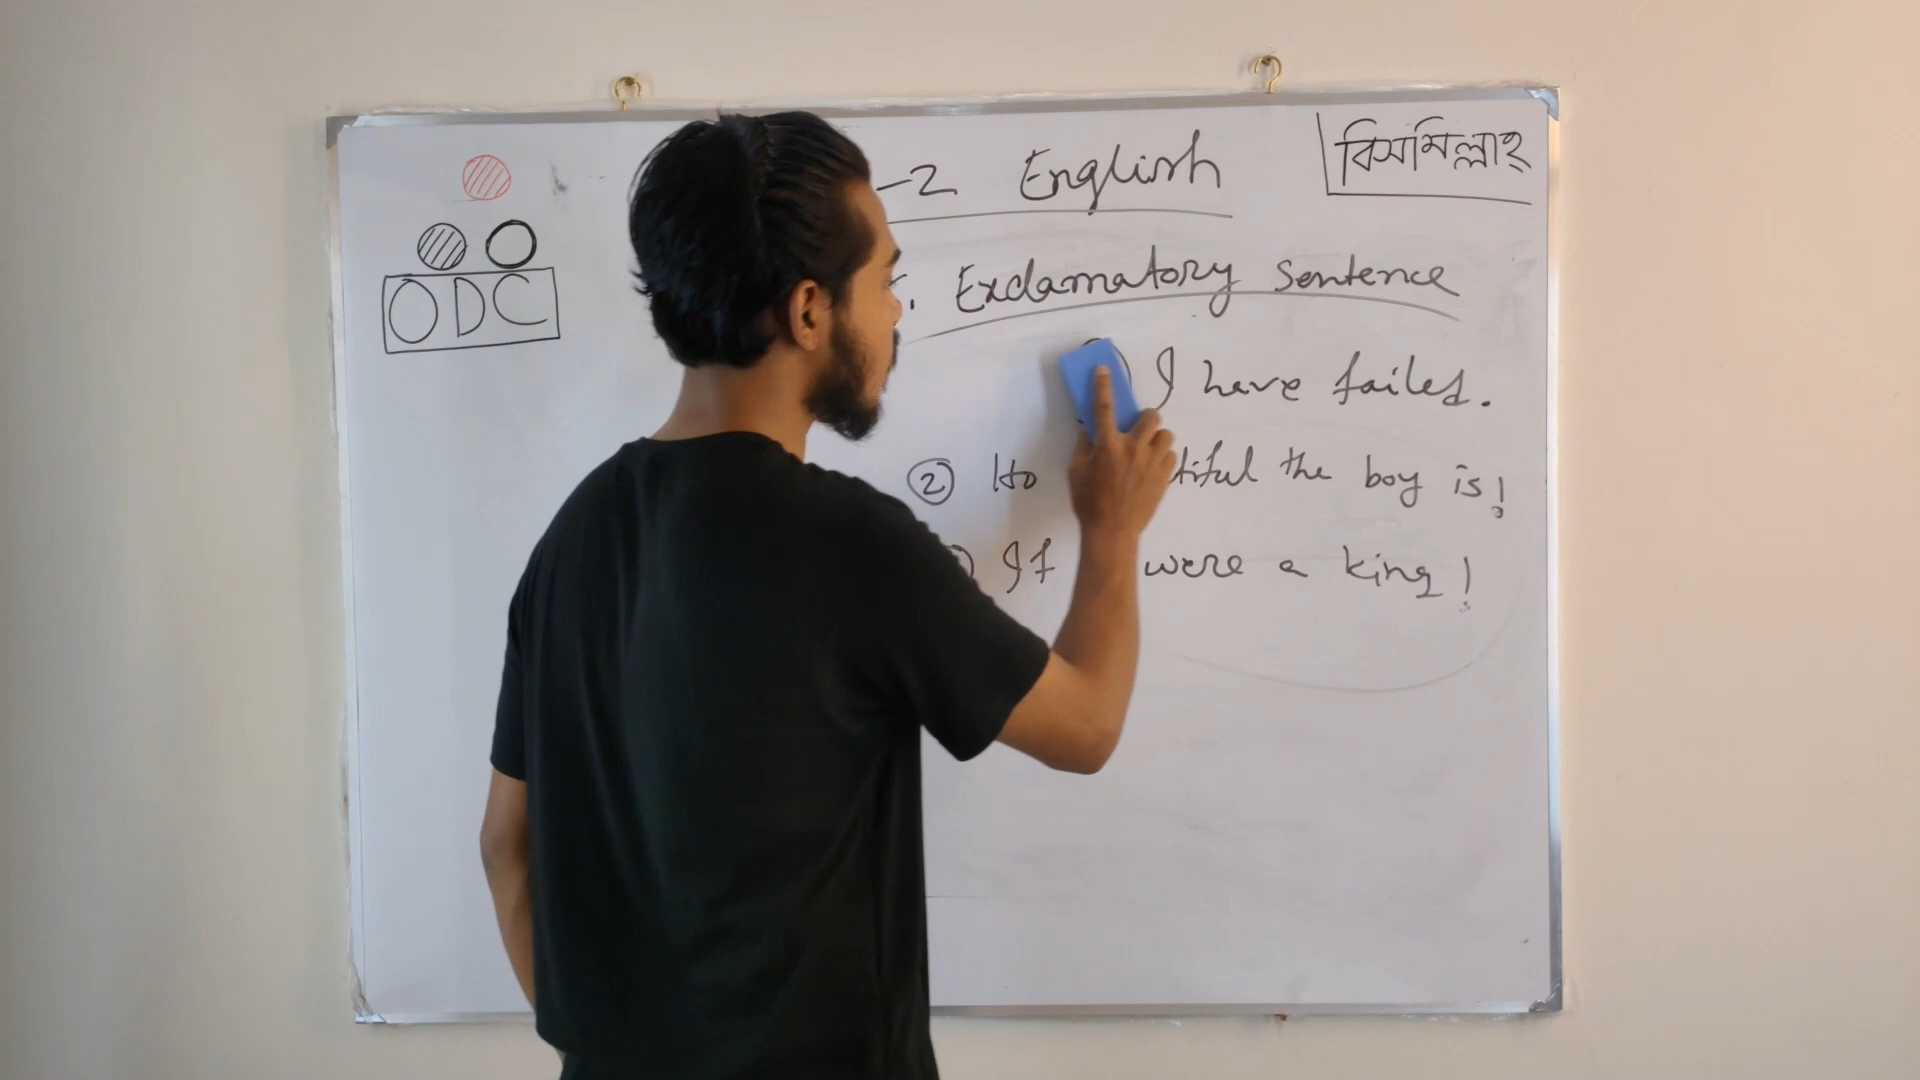 -2 English
বিসমিল্লাহ
ODC
Exclamatory sentence
I have failed.
② Ho tiful the boy is!
If were a king!